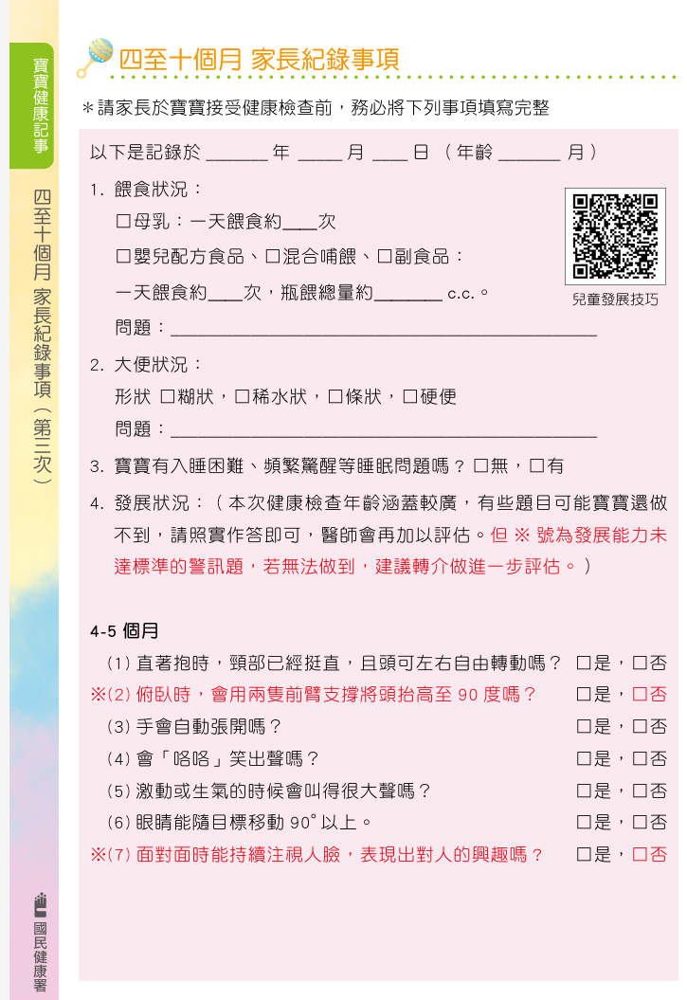 寶寶健康記事
四至十個月 家長紀錄事項（第三次）
國民健康署
四至十個月 家長紀錄事項
＊請家長於寶寶接受健康檢查前，務必將下列事項填寫完整
以下是記錄於 _______ 年 _____ 月 ____ 日 （ 年齡 _______ 月）
1. 餵食狀況：
□母乳：一天餵食約____次
□嬰兒配方食品、□混合哺餵、□副食品：
一天餵食約____次，瓶餵總量約________ c.c.。
兒童發展技巧
問題：________________________________________________
2. 大便狀況：
形狀 □糊狀，□稀水狀，□條狀，□硬便
問題：________________________________________________
3. 寶寶有入睡困難、頻繁驚醒等睡眠問題嗎？□無，□有
4. 發展狀況：（本次健康檢查年齡涵蓋較廣，有些題目可能寶寶還做
不到，請照實作答即可，醫師會再加以評估。但 ※ 號為發展能力未
達標準的警訊題，若無法做到，建議轉介做進一步評估。）
4-5 個月
(1) 直著抱時，頸部已經挺直，且頭可左右自由轉動嗎？ □是，□否
※(2) 俯臥時，會用兩隻前臂支撐將頭抬高至 90 度嗎？ □是，□否
(3) 手會自動張開嗎？ □是，□否
(4) 會「咯咯」笑出聲嗎？ □是，□否
(5) 激動或生氣的時候會叫得很大聲嗎？ □是，□否
(6) 眼睛能隨目標移動 90°以上。 □是，□否
※(7) 面對面時能持續注視人臉，表現出對人的興趣嗎？ □是，□否